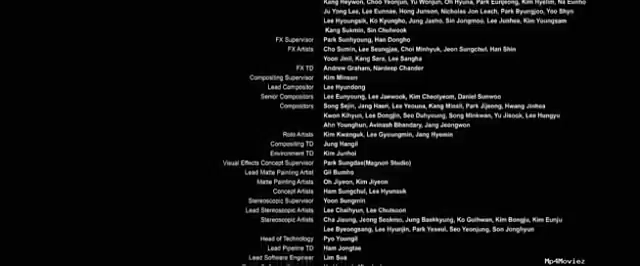 Kang Heywon, Choo Yeonjun, Yu Wonjun, Oh Hyuna, Park Eunjeong, Kim Hyelim, Na Eunho
Ju Yong Lee, Lee Eunhee, Hong Junson, Nicholas Jon Leech, Park Byungjoo, Yoo Shyn
Lee Hyoungsik, Ko Kyungho, Jung Jaeho, Sin Jongmoo, Lee Junhee, Kim Youngsam
Kang Sukmin, Sin Chulwook
FX Supervisor Park Sunhyoung, Han Dongho
FX Artists Cho Sumin, Lee Seungjae, Choi Minhyuk, Jeon Sungchul, Han Shin
Yoon Jinil, Kang Sara, Lee Sangha
FX TD Andrew Graham, Nardeep Chander
Compositing Supervisor Kim Minseo
Lead Compositor Lee Hyundong
Senior Compositors Lee Eunyoung, Lee Jaewook, Kim Cheolyeom, Daniel Sunwoo
Compositors Song Sejin, Jang Haeri, Lee Yeouna, Kang Miseil, Park Jijeong, Hwang Jinhea
Kwon Kihyun, Lee Dongjin, Seo Duhyoung, Song Minkwan, Yu Jisook, Lee Hangyu
Ahn Younghun, Avinash Bhandary, Jang Jeongwon
Roto Artists Kim Kwanguk, Lee Gyoungmin, Jang Hyemin
Compositing TD Jung Hangil
Environment TD Kim Junhoi
Visual Effects Concept Supervisor Park Sungdae(Magnon Studio)
Lead Matte Painting Artist Gil Bumho
Matte Painting Artists Oh Jiyeon, Kim Jiyeon
Concept Artists Ham Sungchul, Lee Hyunsuk
Stereoscopic Supervisor Yoon Sungmin
Lead Stereoscopic Artists Lee Chaihyun, Lee Chulsoon
Stereoscopic Artists Cha Jioung, Jeong Seokmo, Jung Baekkyung, Ko Guihwan, Kim Bongju, Kim Eunju
Lee Byeongsang, Lee Hyunjin, Park Yeseul, Seo Yeonjung, Son Jonghyun
Head of Technology Pyo Youngil
Lead Pipeline TD Ham Jongtae
Lead Software Engineer Lim Sua
Mp4Moviez